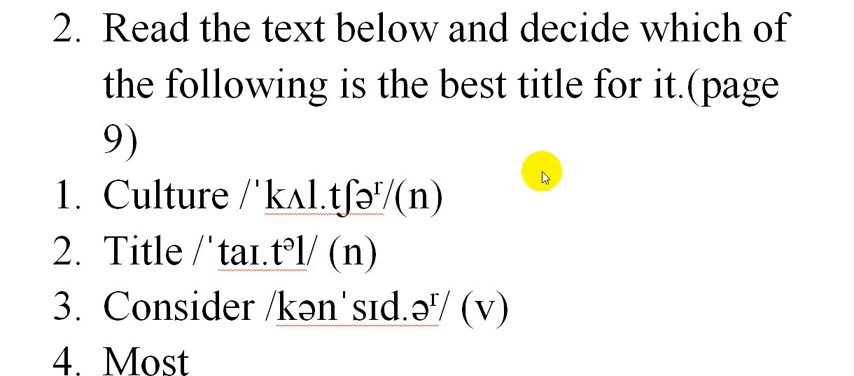 2. Read the text below and decide which of
the following is the best title for it.(page
9)
1. Culture /ˈkʌl.tʃəʳ/(n)
2. Title /ˈtaɪ.tᵊl/ (n)
3. Consider /kənˈsɪd.əʳ/ (v)
4. Most